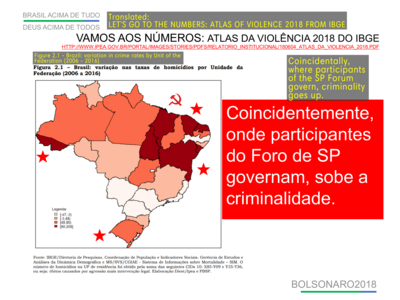 BRASIL ACIMA DE TUDO
DEUS ACIMA DE TODOS
Translated:
LET'S GO TO THE NUMBERS: ATLAS OF VIOLENCE 2018 FROM IBGE
VAMOS AOS NÚMEROS: ATLAS DA VIOLÊNCIA 2018 DO IBGE
HTTP://WWW.IPEA.GOV.BR/PORTAL/IMAGES/STORIES/PDFS/RELATORIO_INSTITUCIONAL/180604_ATLAS_DA_VIOLENCIA_2018.PDF
Figure 2.1 - Brazil: variation in crime rates by Unit of the
Federation (2006 - 2016)
Figura 2.1 – Brasil: variação nas taxas de homicídios por Unidade da
Federação (2006 a 2016)
Coincidentally,
where participants
of the SP Forum
govern, criminality
goes up.
Coincidentemente,
onde participantes
do Foro de SP
governam, sobe a
criminalidade.
Legenda
Fonte: IBGE/Diretoria de Pesquisas. Coordenação de População e Indicadores Sociais. Gerência de Estudos e
Análises da Dinâmica Demográfica e MS/SVS/CGIAE - Sistema de Informações sobre Mortalidade - SIM. O
número de homicídios na UF de residência foi obtido pela soma das seguintes CIDs 10: X85-Y09 e Y35-Y36,
ou seja: óbitos causados por agressão mais intervenção legal. Elaboração Diest/Ipea e FBSP.
BOLSONARO2018